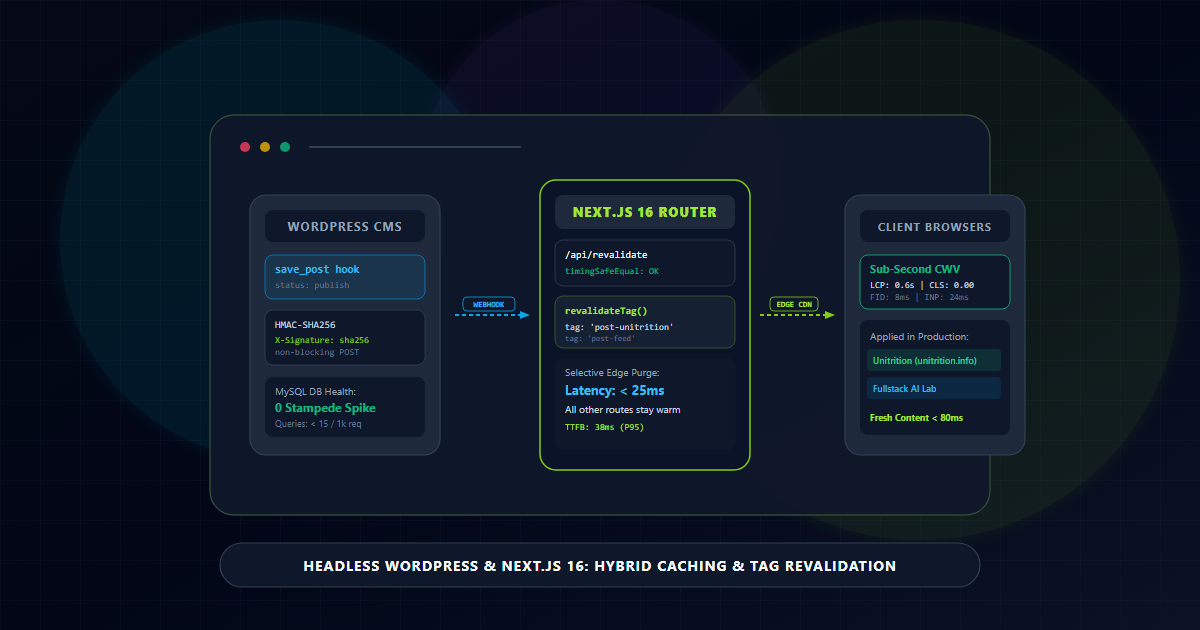 WORDPRESS CMS
save_post hook
status: publish
HMAC-SHA256
X-Signature: sha256
non-blocking POST
MySQL DB Health:
0 Stampede Spike
Queries: < 15 / 1k req
WEBHOOK
NEXT.JS 16 ROUTER
/api/revalidate
timingSafeEqual: OK
revalidateTag()
tag: 'post-unitrition'
tag: 'post-feed'
Selective Edge Purge:
Latency: < 25ms
All other routes stay warm
TTFB: 38ms (P95)
EDGE CDN
CLIENT BROWSERS
Sub-Second CWV
LCP: 0.6s | CLS: 0.00
FID: 8ms | INP: 24ms
Applied in Production:
Unitrition (unitrition.info)
Fullstack AI Lab
Fresh Content < 80ms
HEADLESS WORDPRESS & NEXT.JS 16: HYBRID CACHING & TAG REVALIDATION